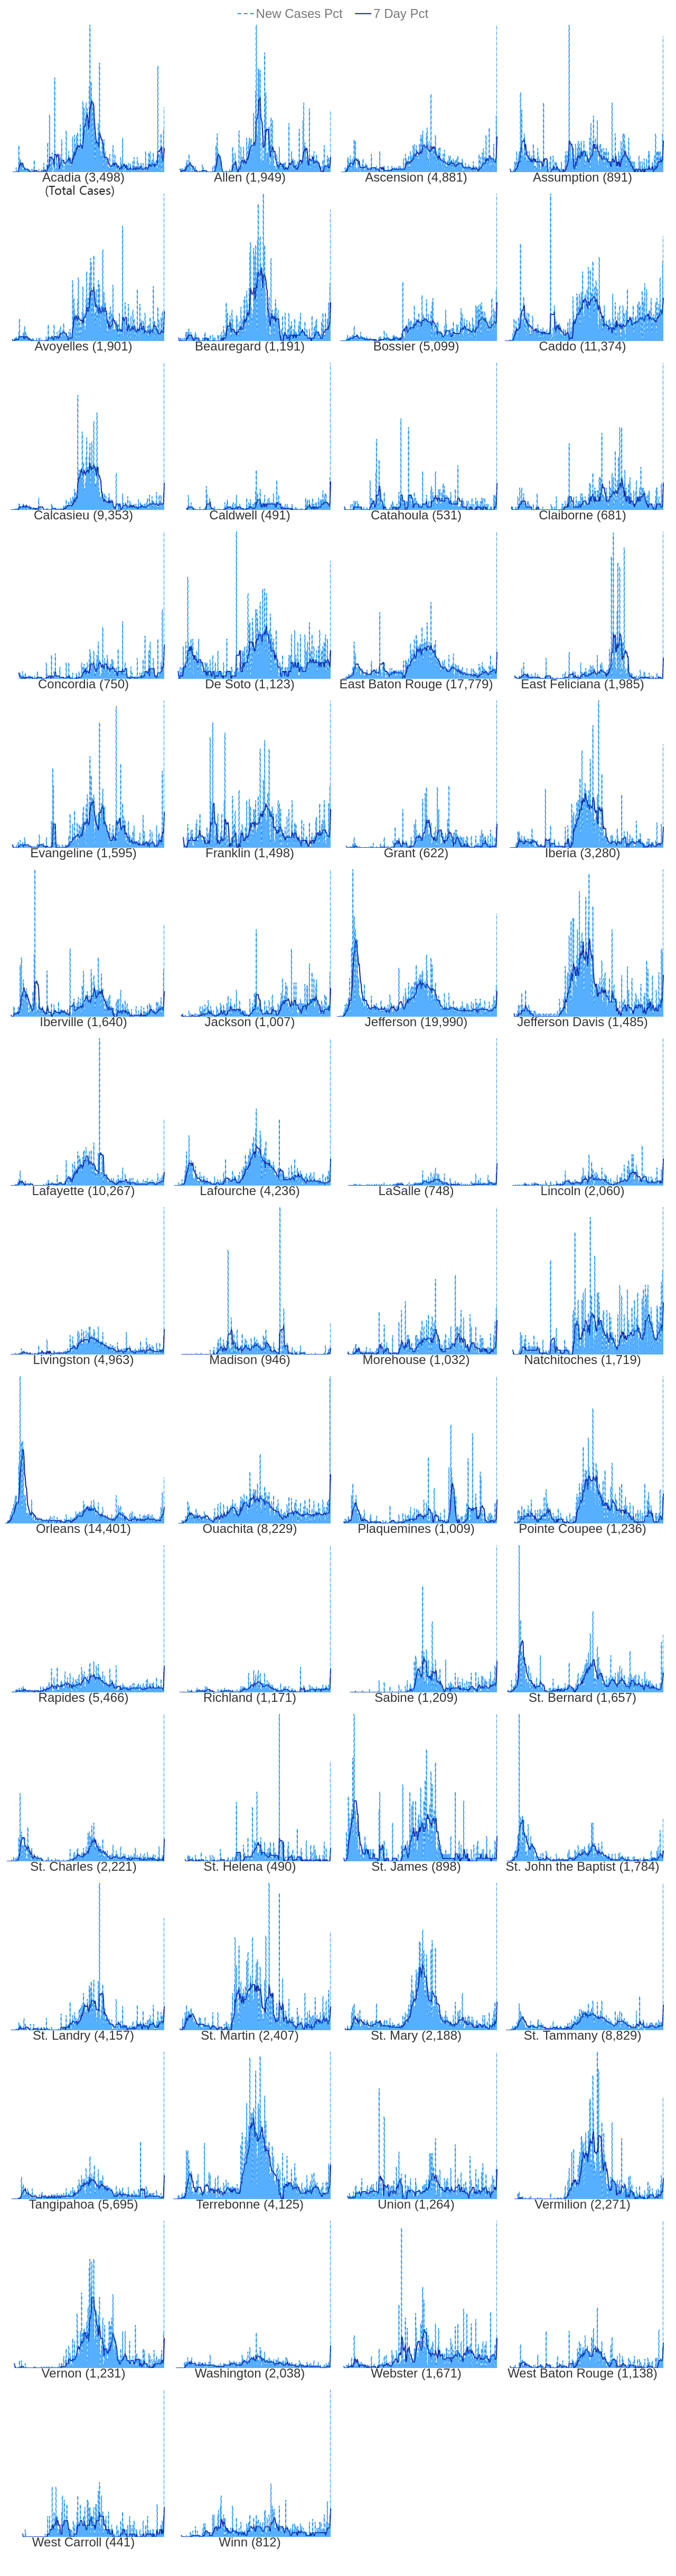 New Cases Pct 7 Day Pct
Acadia (3,498) Allen (1,949) Ascension (4,881) Assumption (891)
(Total Cases)
Avoyelles (1,901) Beauregard (1,191) Bossier (5,099) Caddo (11,374)
Calcasieu (9,353) Caldwell (491) Catahoula (531) Claiborne (681)
Concordia (750) De Soto (1,123) East Baton Rouge (17,779) East Feliciana (1,985)
Evangeline (1,595) Franklin (1,498) Grant (622) Iberia (3,280)
Iberville (1,640) Jackson (1,007) Jefferson (19,990) Jefferson Davis (1,485)
Lafayette (10,267) Lafourche (4,236) LaSalle (748) Lincoln (2,060)
Livingston (4,963) Madison (946) Morehouse (1,032) Natchitoches (1,719)
Orleans (14,401) Ouachita (8,229) Plaquemines (1,009) Pointe Coupee (1,236)
Rapides (5,466) Richland (1,171) Sabine (1,209) St. Bernard (1,657)
St. Charles (2,221) St. Helena (490) St. James (898) St. John the Baptist (1,784)
St. Landry (4,157) St. Martin (2,407) St. Mary (2,188) St. Tammany (8,829)
Tangipahoa (5,695) Terrebonne (4,125) Union (1,264) Vermilion (2,271)
Vernon (1,231) Washington (2,038) Webster (1,671) West Baton Rouge (1,138)
West Carroll (441) Winn (812)